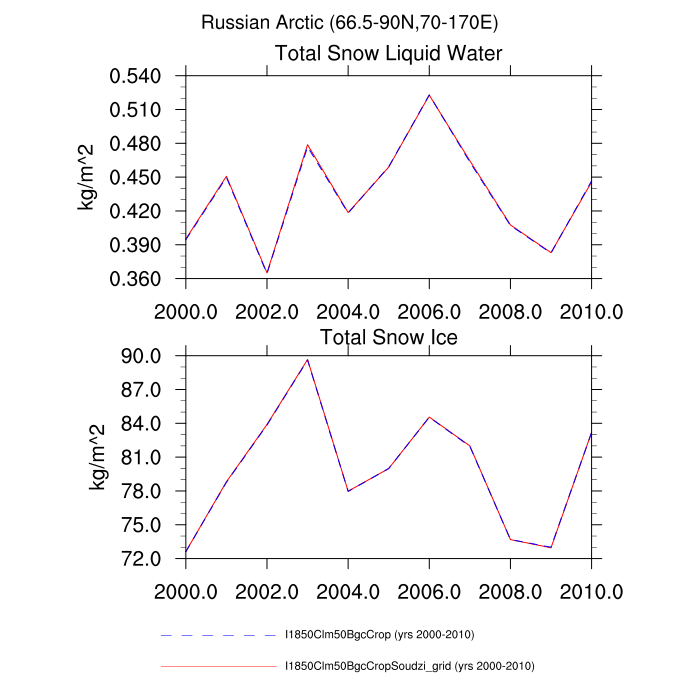 Russian Arctic (66.5-90N,70-170E)
Total Snow Liquid Water
0.540
0.510
0.480
0.450
0.420
0.390
0.360
kg/m^2
2000.0 2002.0 2004.0 2006.0 2008.0 2010.0
Total Snow Ice
90.0
87.0
84.0
81.0
78.0
75.0
72.0
kg/m^2
2000.0 2002.0 2004.0 2006.0 2008.0 2010.0
I1850Clm50BgcCrop (yrs 2000-2010)
I1850Clm50BgcCropSoudzi_grid (yrs 2000-2010)